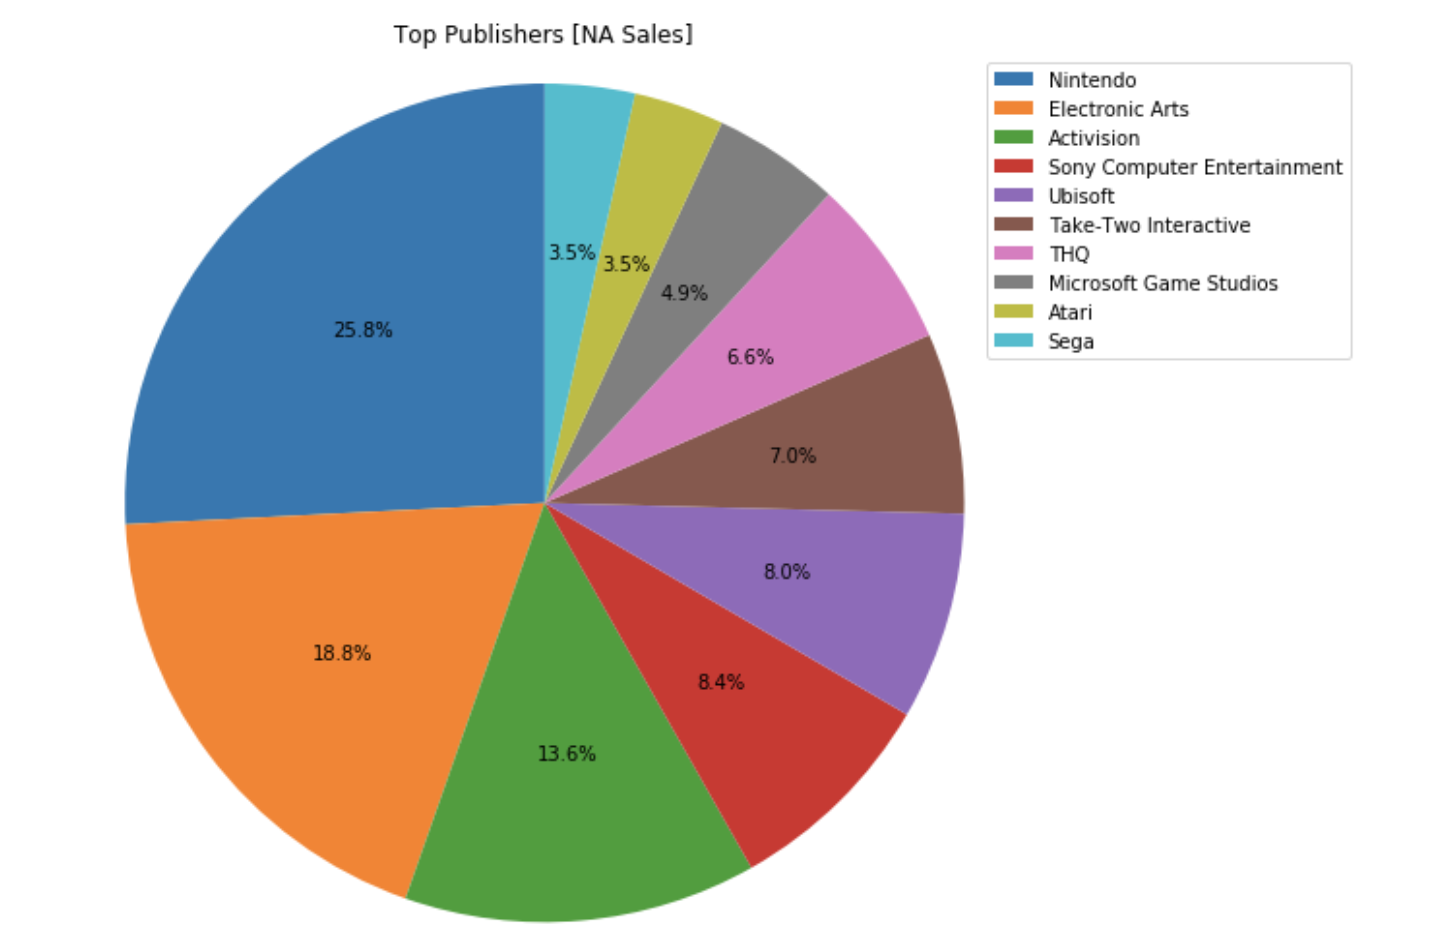 Top Publishers [NA Sales]
Nintendo
Electronic Arts
Activision
Sony Computer Entertainment
Ubisoft
Take-Two Interactive
THQ
Microsoft Game Studios
Atari
Sega
3.5%
3.5%
4.9%
25.8%
6.6%
7.0%
8.0%
18.8%
8.4%
13.6%